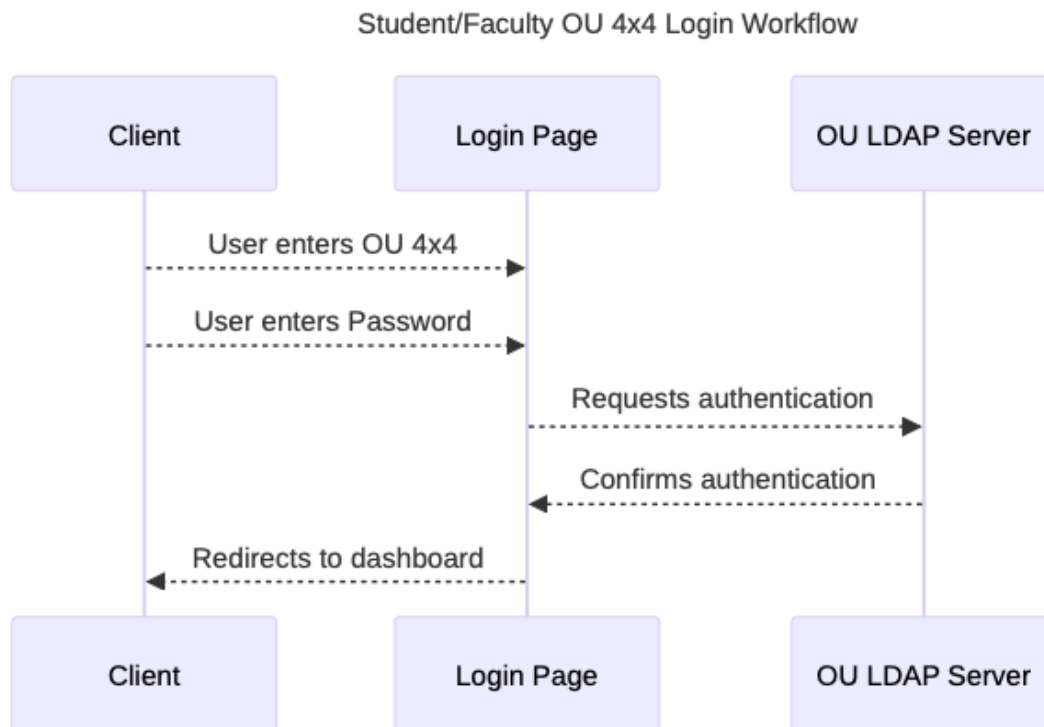 Student/Faculty OU 4x4 Login Workflow
Client
Login Page
OU LDAP Server
User enters OU 4x4
User enters Password
Requests authentication
Confirms authentication
Redirects to dashboard
Client
Login Page
OU LDAP Server